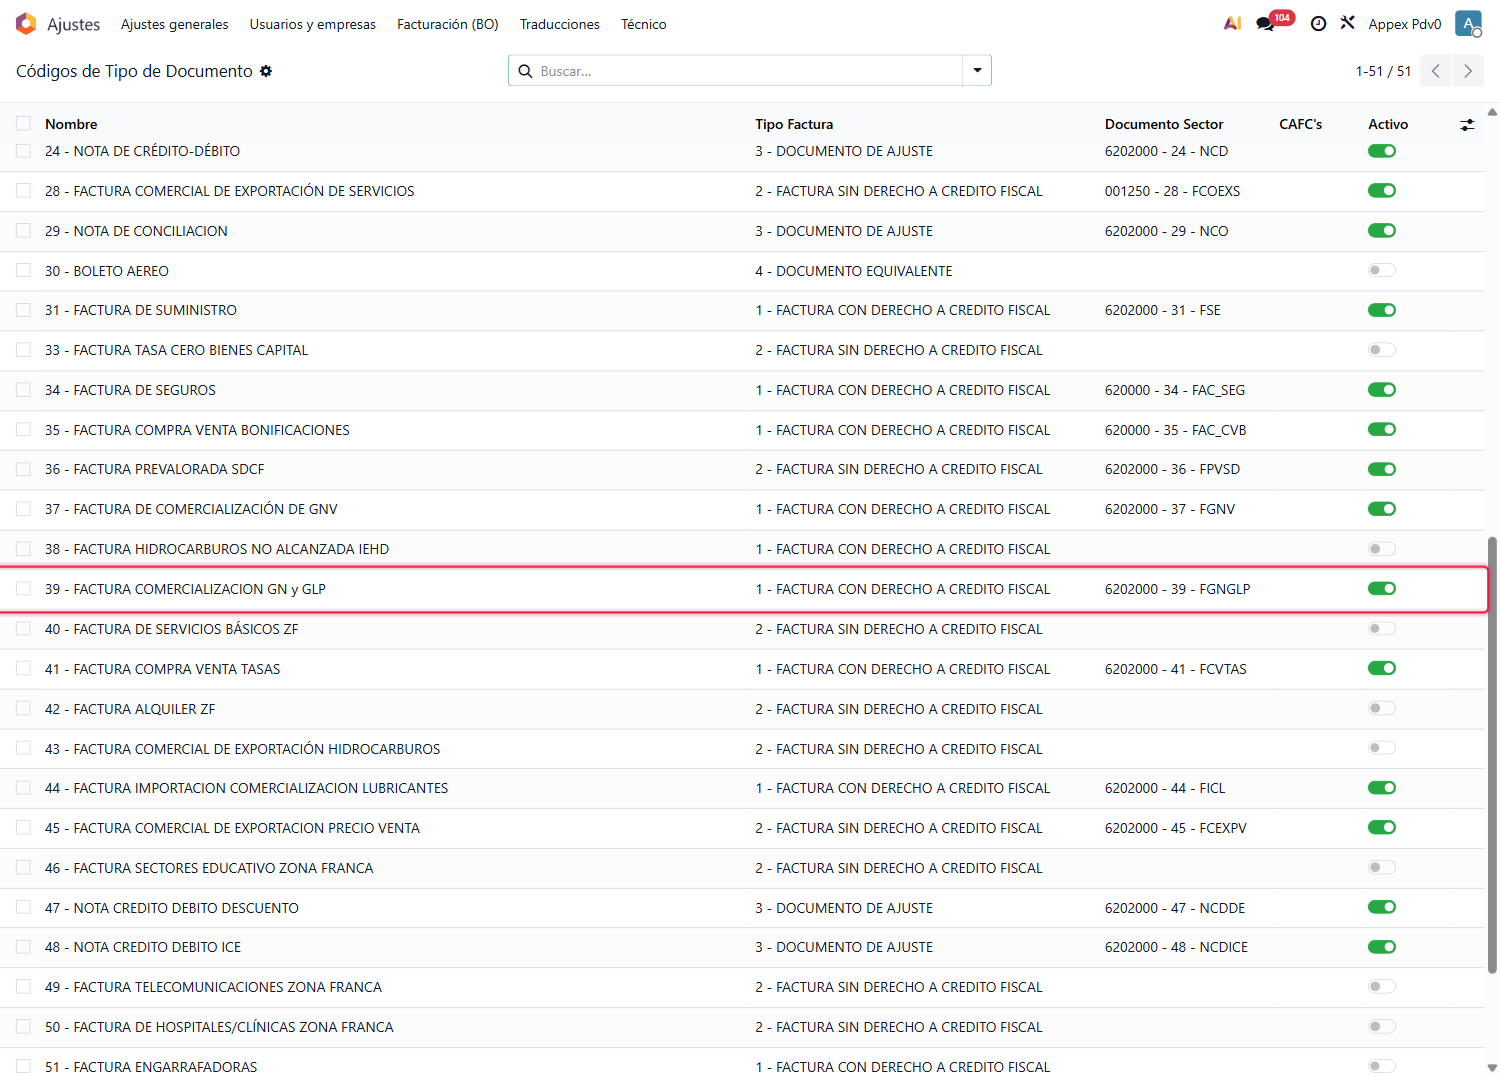 Ajustes Ajustes generales Usuarios y empresas Facturación (BO) Traducciones Técnico AI 104 Appex Pdv0 A
Códigos de Tipo de Documento Buscar... 1-51 / 51
Nombre Tipo Factura Documento Sector CAFC's Activo
24 - NOTA DE CRÉDITO-DÉBITO 3 - DOCUMENTO DE AJUSTE 6202000 - 24 - NCD
28 - FACTURA COMERCIAL DE EXPORTACIÓN DE SERVICIOS 2 - FACTURA SIN DERECHO A CREDITO FISCAL 001250 - 28 - FCOEXS
29 - NOTA DE CONCILIACION 3 - DOCUMENTO DE AJUSTE 6202000 - 29 - NCO
30 - BOLETO AEREO 4 - DOCUMENTO EQUIVALENTE
31 - FACTURA DE SUMINISTRO 1 - FACTURA CON DERECHO A CREDITO FISCAL 6202000 - 31 - FSE
33 - FACTURA TASA CERO BIENES CAPITAL 2 - FACTURA SIN DERECHO A CREDITO FISCAL
34 - FACTURA DE SEGUROS 1 - FACTURA CON DERECHO A CREDITO FISCAL 620000 - 34 - FAC_SEG
35 - FACTURA COMPRA VENTA BONIFICACIONES 1 - FACTURA CON DERECHO A CREDITO FISCAL 620000 - 35 - FAC_CVB
36 - FACTURA PREVALORADA SDCF 2 - FACTURA SIN DERECHO A CREDITO FISCAL 6202000 - 36 - FPVSD
37 - FACTURA DE COMERCIALIZACIÓN DE GNV 1 - FACTURA CON DERECHO A CREDITO FISCAL 6202000 - 37 - FGNV
38 - FACTURA HIDROCARBUROS NO ALCANZADA IEHD 1 - FACTURA CON DERECHO A CREDITO FISCAL
39 - FACTURA COMERCIALIZACION GN y GLP 1 - FACTURA CON DERECHO A CREDITO FISCAL 6202000 - 39 - FGNGLP
40 - FACTURA DE SERVICIOS BÁSICOS ZF 2 - FACTURA SIN DERECHO A CREDITO FISCAL
41 - FACTURA COMPRA VENTA TASAS 1 - FACTURA CON DERECHO A CREDITO FISCAL 6202000 - 41 - FCVTAS
42 - FACTURA ALQUILER ZF 2 - FACTURA SIN DERECHO A CREDITO FISCAL
43 - FACTURA COMERCIAL DE EXPORTACIÓN HIDROCARBUROS 2 - FACTURA SIN DERECHO A CREDITO FISCAL
44 - FACTURA IMPORTACION COMERCIALIZACION LUBRICANTES 1 - FACTURA CON DERECHO A CREDITO FISCAL 6202000 - 44 - FICL
45 - FACTURA COMERCIAL DE EXPORTACION PRECIO VENTA 2 - FACTURA SIN DERECHO A CREDITO FISCAL 6202000 - 45 - FCEXPV
46 - FACTURA SECTORES EDUCATIVO ZONA FRANCA 2 - FACTURA SIN DERECHO A CREDITO FISCAL
47 - NOTA CREDITO DEBITO DESCUENTO 3 - DOCUMENTO DE AJUSTE 6202000 - 47 - NCDDE
48 - NOTA CREDITO DEBITO ICE 3 - DOCUMENTO DE AJUSTE 6202000 - 48 - NCDICE
49 - FACTURA TELECOMUNICACIONES ZONA FRANCA 2 - FACTURA SIN DERECHO A CREDITO FISCAL
50 - FACTURA DE HOSPITALES/CLÍNICAS ZONA FRANCA 2 - FACTURA SIN DERECHO A CREDITO FISCAL
51 - FACTURA ENGARRAFADORAS 1 - FACTURA CON DERECHO A CREDITO FISCAL